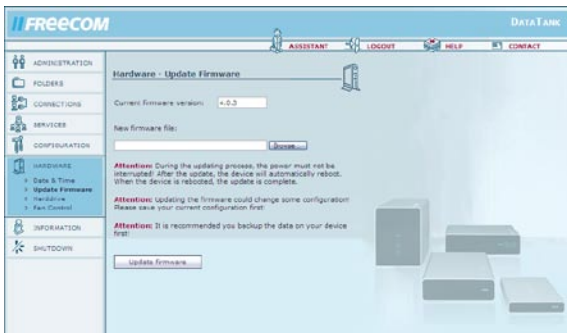 FREECOM
DATATANK
ASSISTANT
LOGOUT
HELP
CONTACT
ADMINISTRATION
FOLDERS
CONNECTIONS
SERVICES
CONFIGURATION
HARDWARE
Date & Time
Update Firmware
Harddrive
Fan Control
INFORMATION
SHUTDOWN
Hardware - Update Firmware
Current firmware version:
New firmware file:
Browse...
Attention: During the updating process, the power must not be
interrupted! After the update, the device will automatically reboot.
When the device is rebooted, the update is complete.
Attention: Updating the firmware could change some configuration!
Please save your current configuration first!
Attention: It is recommended you backup the data on your device
first!
Update firmware